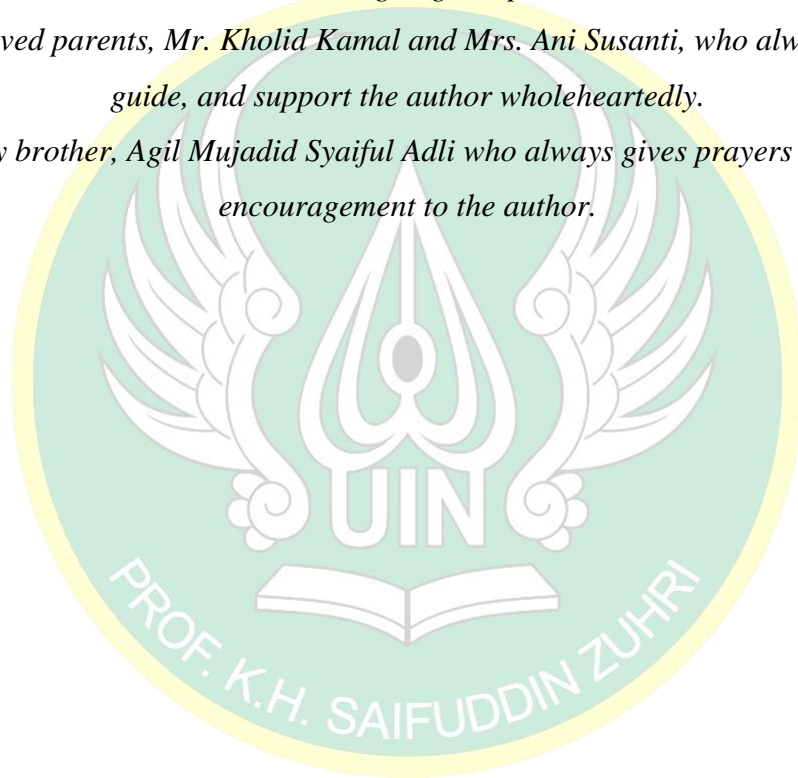 ved parents, Mr. Kholid Kamal and Mrs. Ani Susanti, who alw
guide, and support the author wholeheartedly.
y brother, Agil Mujadid Syaiful Adli who always gives prayers
encouragement to the author.
UIN
PROF. K.H. SAIFUDDIN ZUHRI